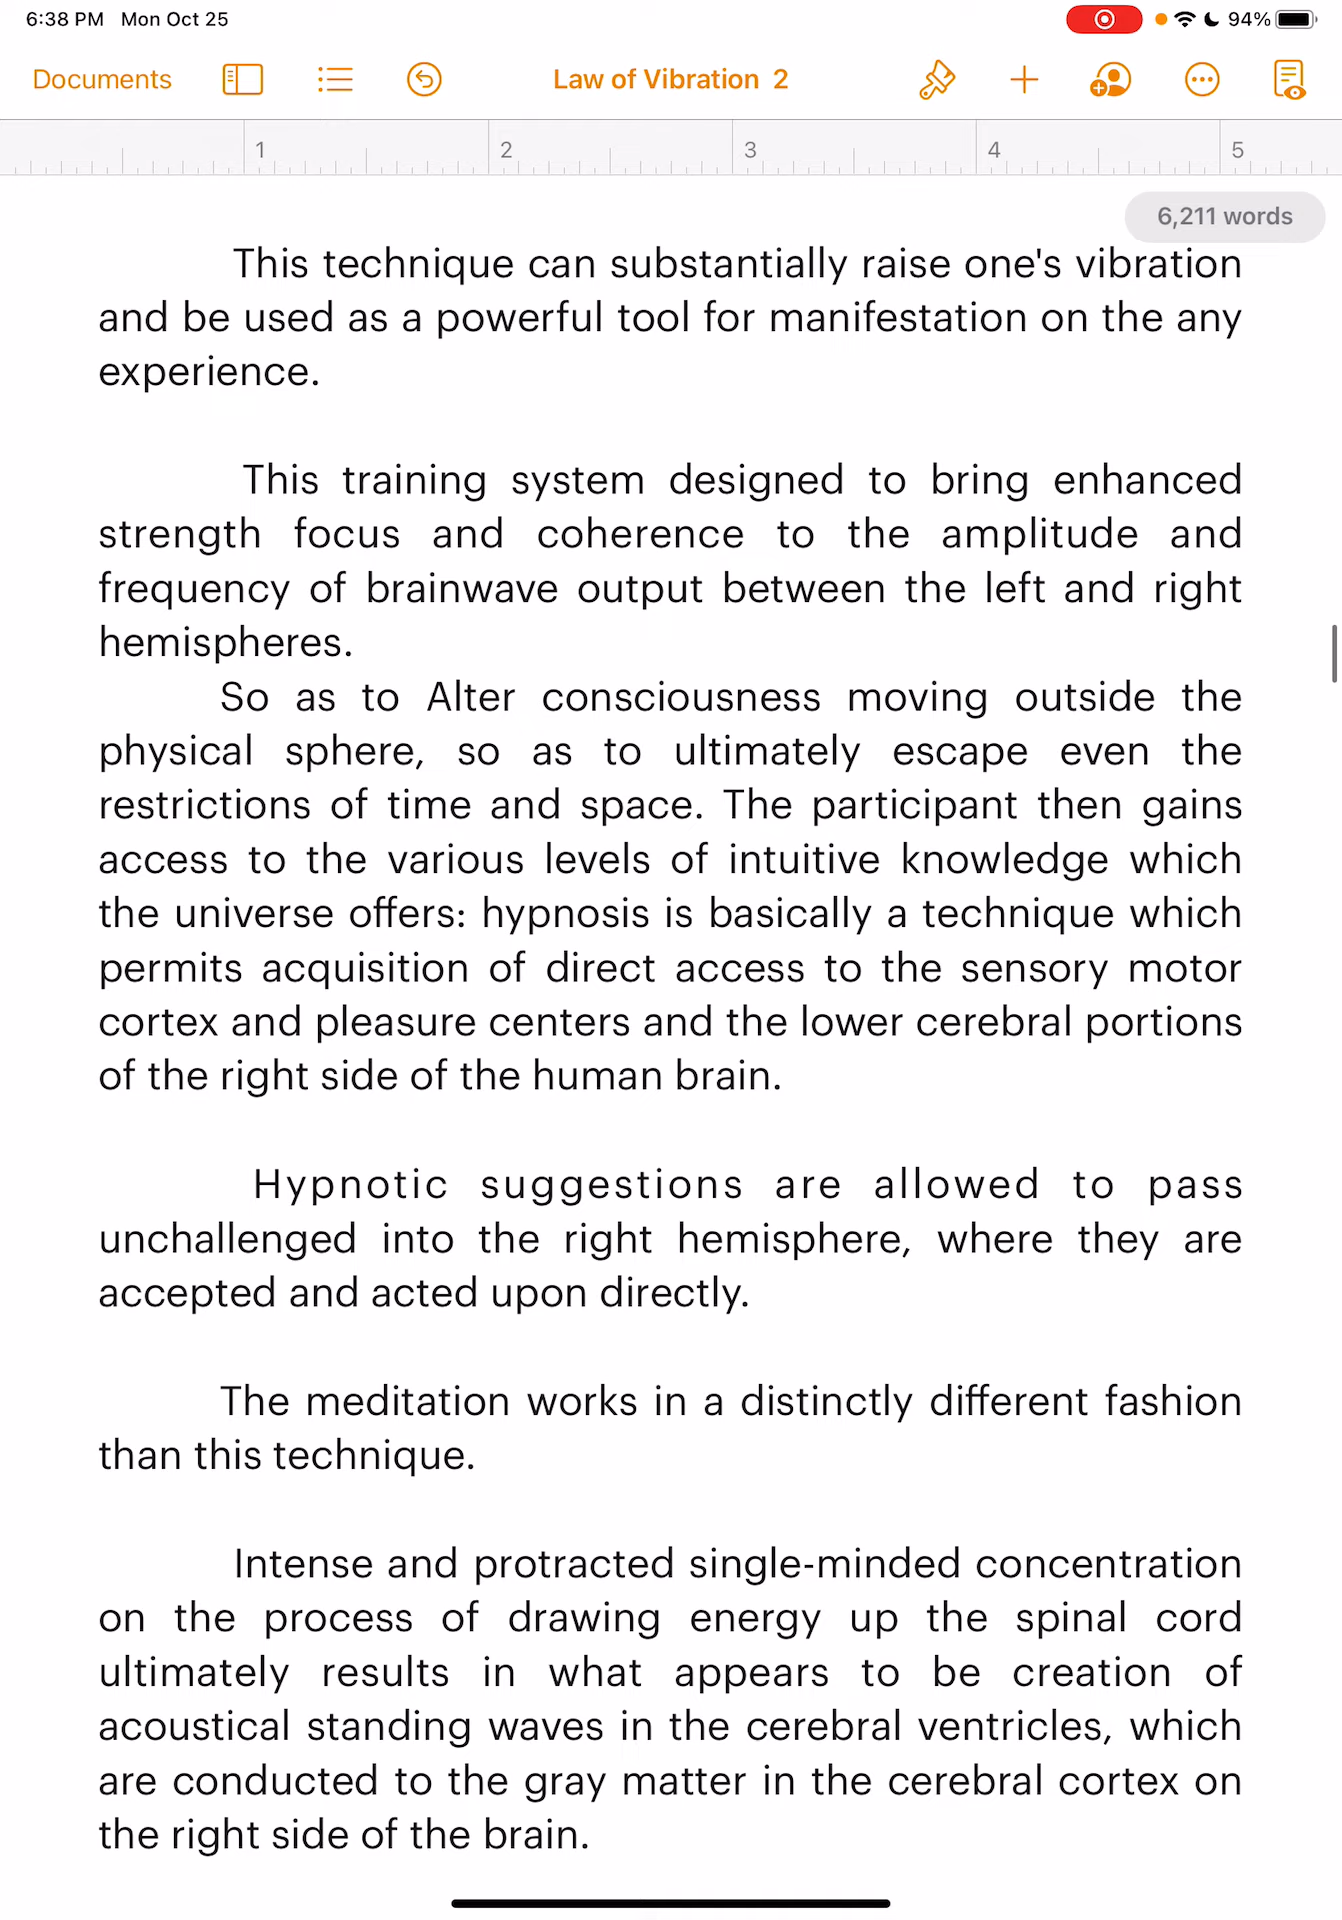 6:38 PM Mon Oct 25
94%
Documents
Law of Vibration 2
1 2 3 4 5
6,211 words
This technique can substantially raise one's vibration
and be used as a powerful tool for manifestation on the any
experience.
This training system designed to bring enhanced
strength focus and coherence to the amplitude and
frequency of brainwave output between the left and right
hemispheres.
So as to Alter consciousness moving outside the
physical sphere, so as to ultimately escape even the
restrictions of time and space. The participant then gains
access to the various levels of intuitive knowledge which
the universe offers: hypnosis is basically a technique which
permits acquisition of direct access to the sensory motor
cortex and pleasure centers and the lower cerebral portions
of the right side of the human brain.
Hypnotic suggestions are allowed to pass
unchallenged into the right hemisphere, where they are
accepted and acted upon directly.
The meditation works in a distinctly different fashion
than this technique.
Intense and protracted single-minded concentration
on the process of drawing energy up the spinal cord
ultimately results in what appears to be creation of
acoustical standing waves in the cerebral ventricles, which
are conducted to the gray matter in the cerebral cortex on
the right side of the brain.